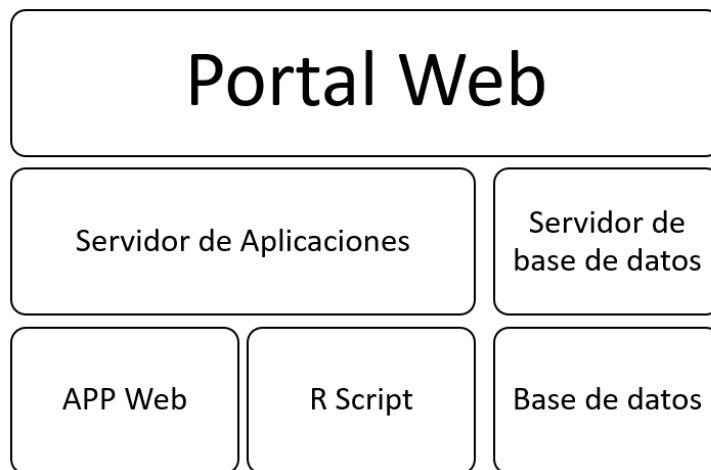 Portal Web
Servidor de Aplicaciones
Servidor de
base de datos
APP Web
R Script
Base de datos